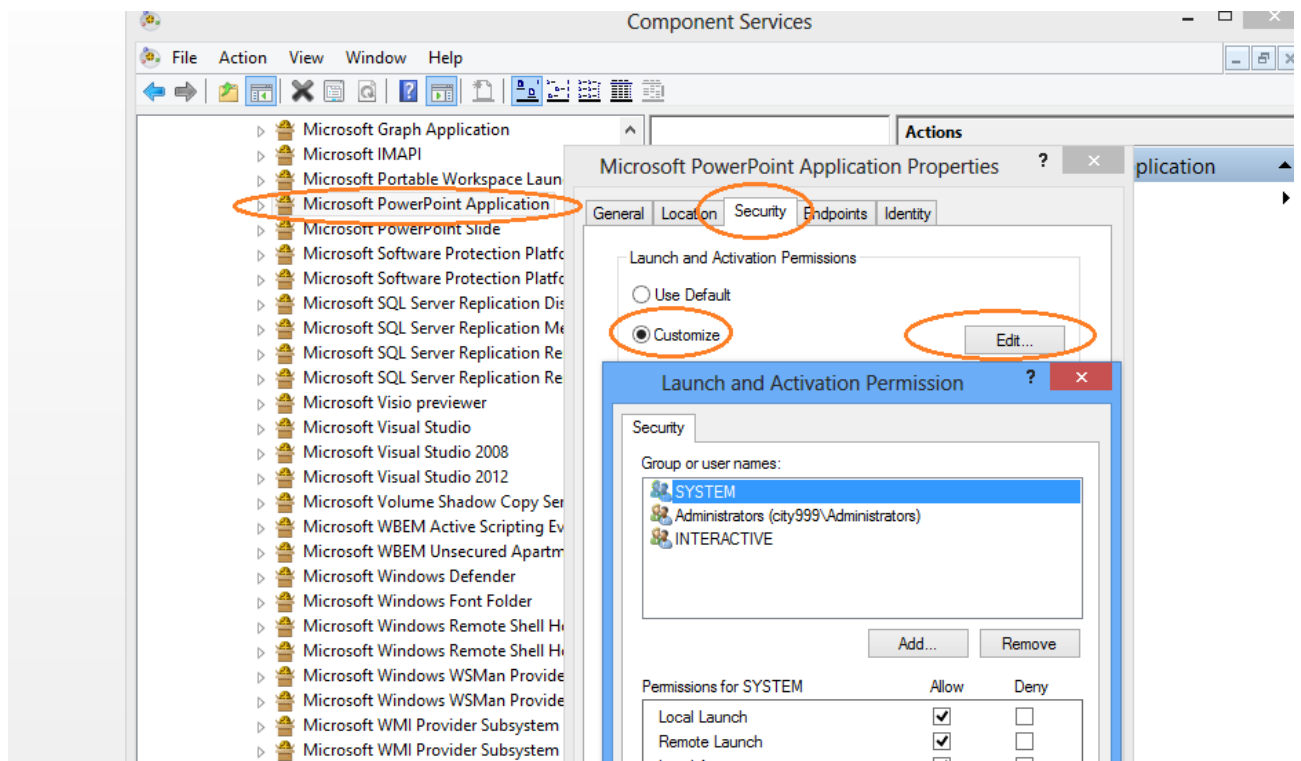 Component Services
File Action View Window Help
Microsoft Graph Application
Microsoft IMAPI
Microsoft Portable Workspace Laun
Microsoft PowerPoint Application
Microsoft PowerPoint Slide
Microsoft Software Protection Platfo
Microsoft Software Protection Platfo
Microsoft SQL Server Replication Dis
Microsoft SQL Server Replication Me
Microsoft SQL Server Replication Re
Microsoft SQL Server Replication Re
Microsoft Visio previewer
Microsoft Visual Studio
Microsoft Visual Studio 2008
Microsoft Visual Studio 2012
Microsoft Volume Shadow Copy Ser
Microsoft WBEM Active Scripting Ev
Microsoft WBEM Unsecured Apartm
Microsoft Windows Defender
Microsoft Windows Font Folder
Microsoft Windows Remote Shell H
Microsoft Windows Remote Shell H
Microsoft Windows WSMan Provide
Microsoft Windows WSMan Provide
Microsoft WMI Provider Subsystem
Microsoft WMI Provider Subsystem
Actions
plication
Microsoft PowerPoint Application Properties ?
General Location Security Endpoints Identity
Launch and Activation Permissions
Use Default
Customize Edit...
Launch and Activation Permission ?
Security
Group or user names:
SYSTEM
Administrators (city999\Administrators)
INTERACTIVE
Add... Remove
Permissions for SYSTEM Allow Deny
Local Launch
Remote Launch